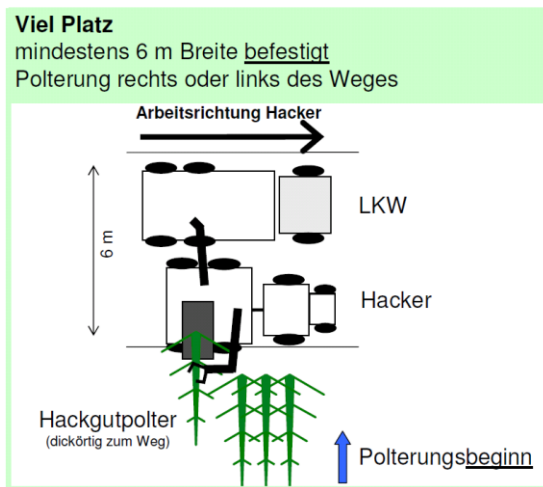 Viel Platz
mindestens 6 m Breite befestigt
Polterung rechts oder links des Weges
Arbeitsrichtung Hacker
LKW
6 m
Hacker
Hackgutpolter
(dickörtig zum Weg)
Polterungsbeginn